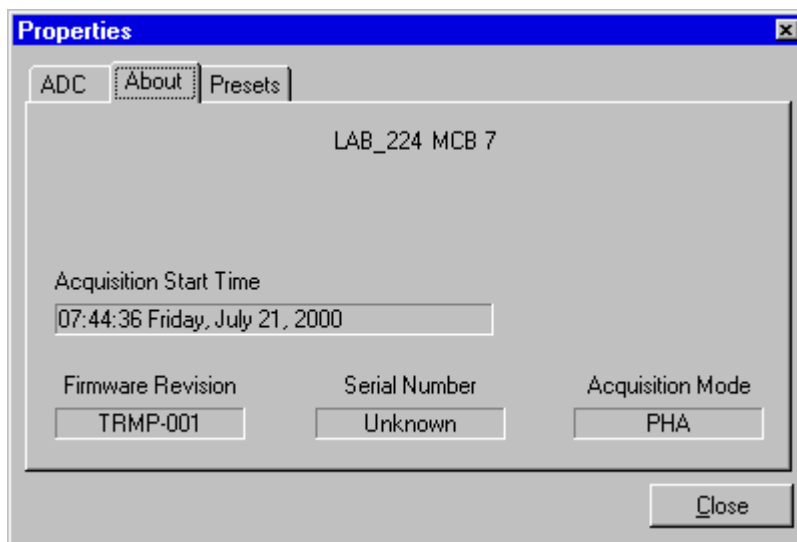 Properties
ADC About Presets
LAB_224 MCB 7
Acquisition Start Time
07:44:36 Friday, July 21, 2000
Firmware Revision Serial Number Acquisition Mode
TRMP-001 Unknown PHA
Close